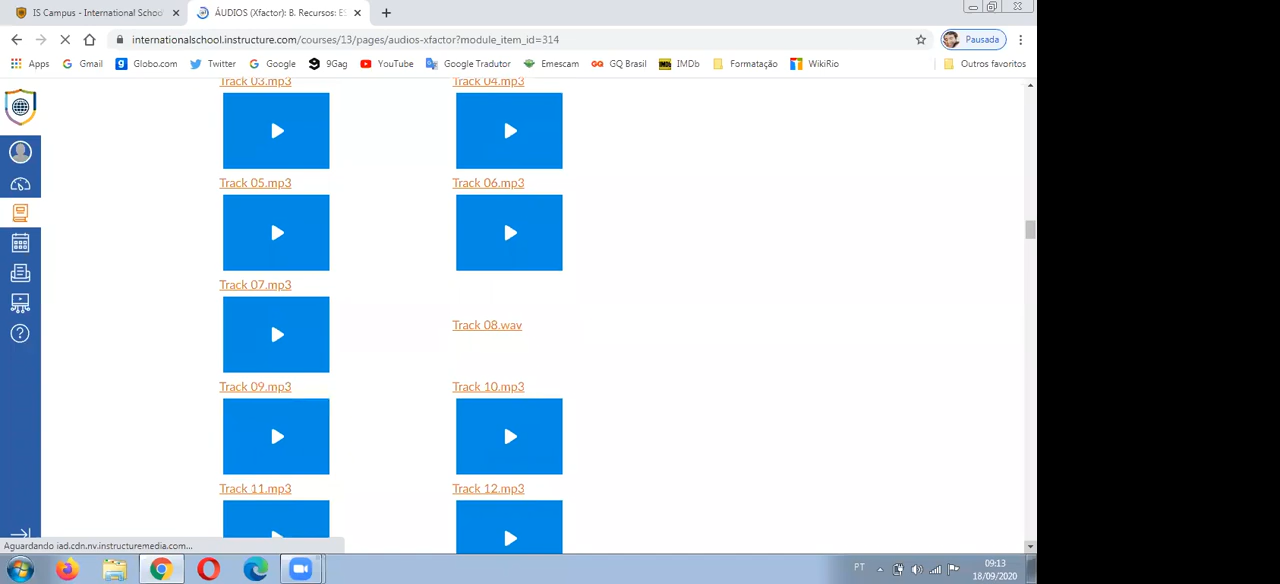 IS Campus - International School
ÁUDIOS (Xfactor): B. Recursos: ES
internationalschool.instructure.com/courses/13/pages/audios-xfactor?module_item_id=314
Pausada
Apps
Gmail
Globo.com
Twitter
Google
9Gag
YouTube
Google Tradutor
Emescam
GQ Brasil
IMDb
Formatação
WikiRio
Outros favoritos
Track 03.mp3
Track 04.mp3
Track 05.mp3
Track 06.mp3
Track 07.mp3
Track 08.wav
Track 09.mp3
Track 10.mp3
Track 11.mp3
Track 12.mp3
Aguardando iad.cdn.nv.instructuremedia.com...
PT
09:13
18/09/2020